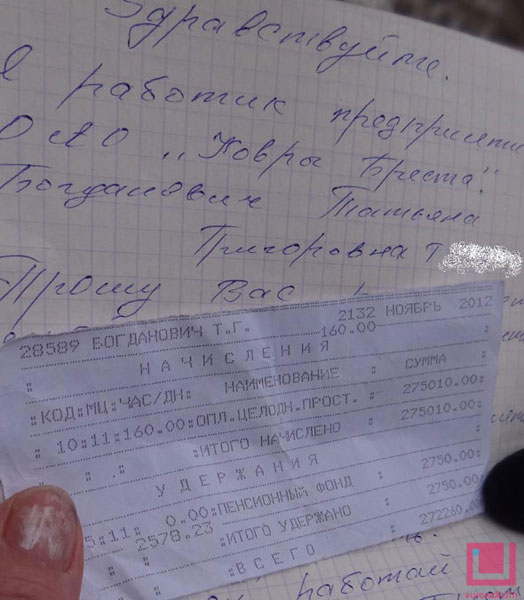 Здравствуйте.
Я работник предприятия
ОАО "Ковры Бреста".
Богданович Татьяна
Григоровна т
Прошу Вас
28589 БОГДАНОВИЧ Т.Г. 2132 НОЯБРЬ 2012
160.00
НАЧИСЛЕНИЯ
:КОД:МЦ:ЧАС/ДН: НАИМЕНОВАНИЕ : СУММА :
: 10:11:160.00:ОПЛ.ЦЕЛОДН.ПРОСТ. : 275010.00:
: . :ИТОГО НАЧИСЛЕНО : 275010.00:
УДЕРЖАНИЯ
5:11: 0.00:ПЕНСИОННЫЙ ФОНД : 2750.00:
: 2578.23 :ИТОГО УДЕРЖАНО : 2750.00:
:ВСЕГО : 272260.00
работай